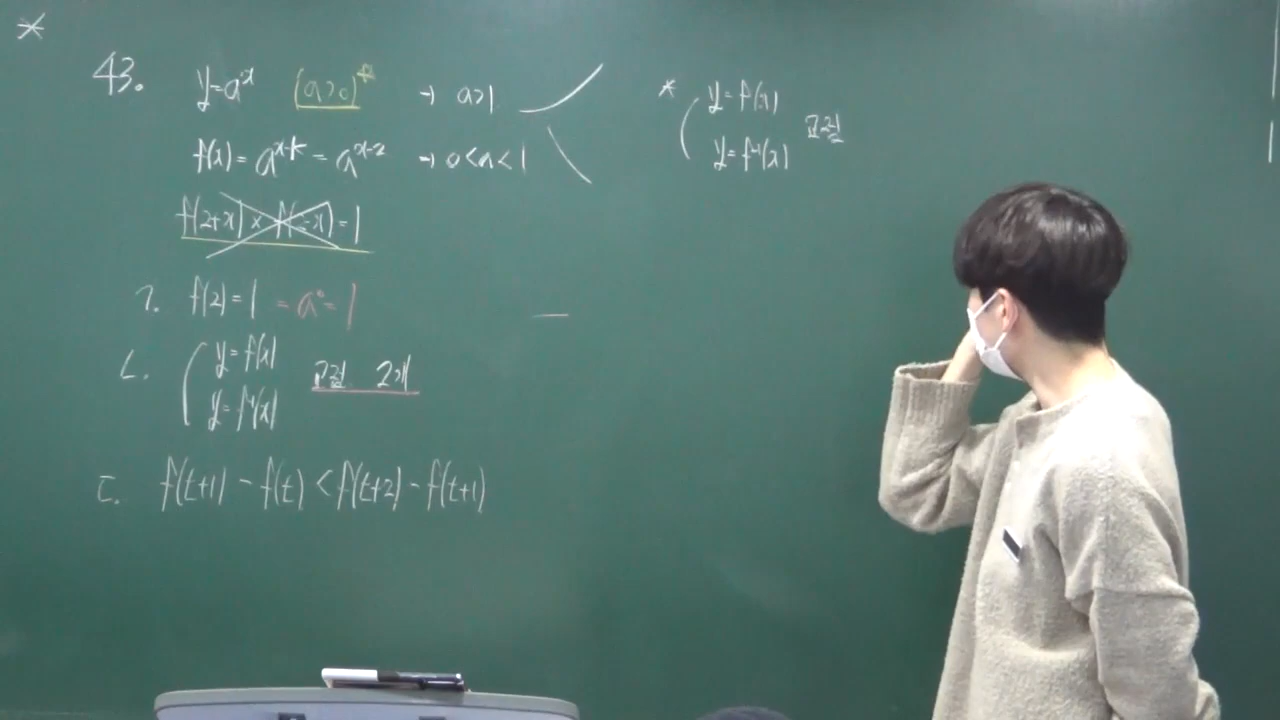 *
43. y=a^x (a>0)* → a>1
f(x)=a^{x-k}=a^{x-2} → 0<a<1
f(2+x)×f(2-x)=1
ㄱ. f(2)=1 =a^0=1
ㄴ. y=f(x)
y=f^{-1}(x) 교점 2개
ㄷ. f(t+1)-f(t)<f(t+2)-f(t+1)
* y=f(x)
y=f^{-1}(x) 교점